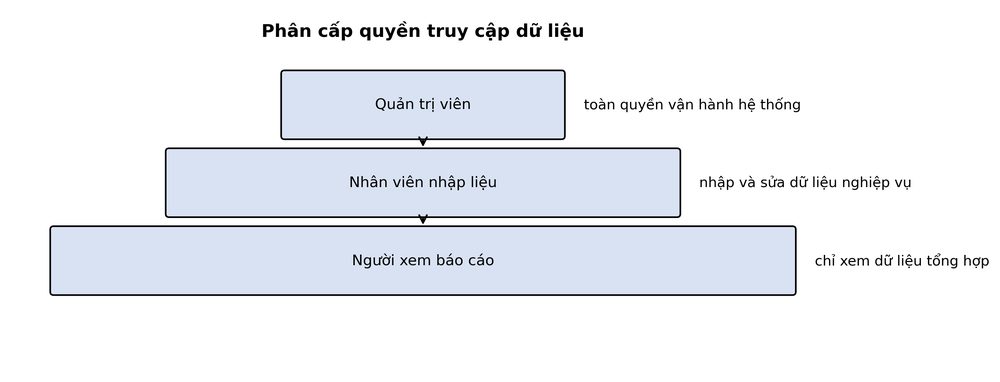 Phân cấp quyền truy cập dữ liệu
Quản trị viên
toàn quyền vận hành hệ thống
Nhân viên nhập liệu
nhập và sửa dữ liệu nghiệp vụ
Người xem báo cáo
chỉ xem dữ liệu tổng hợp